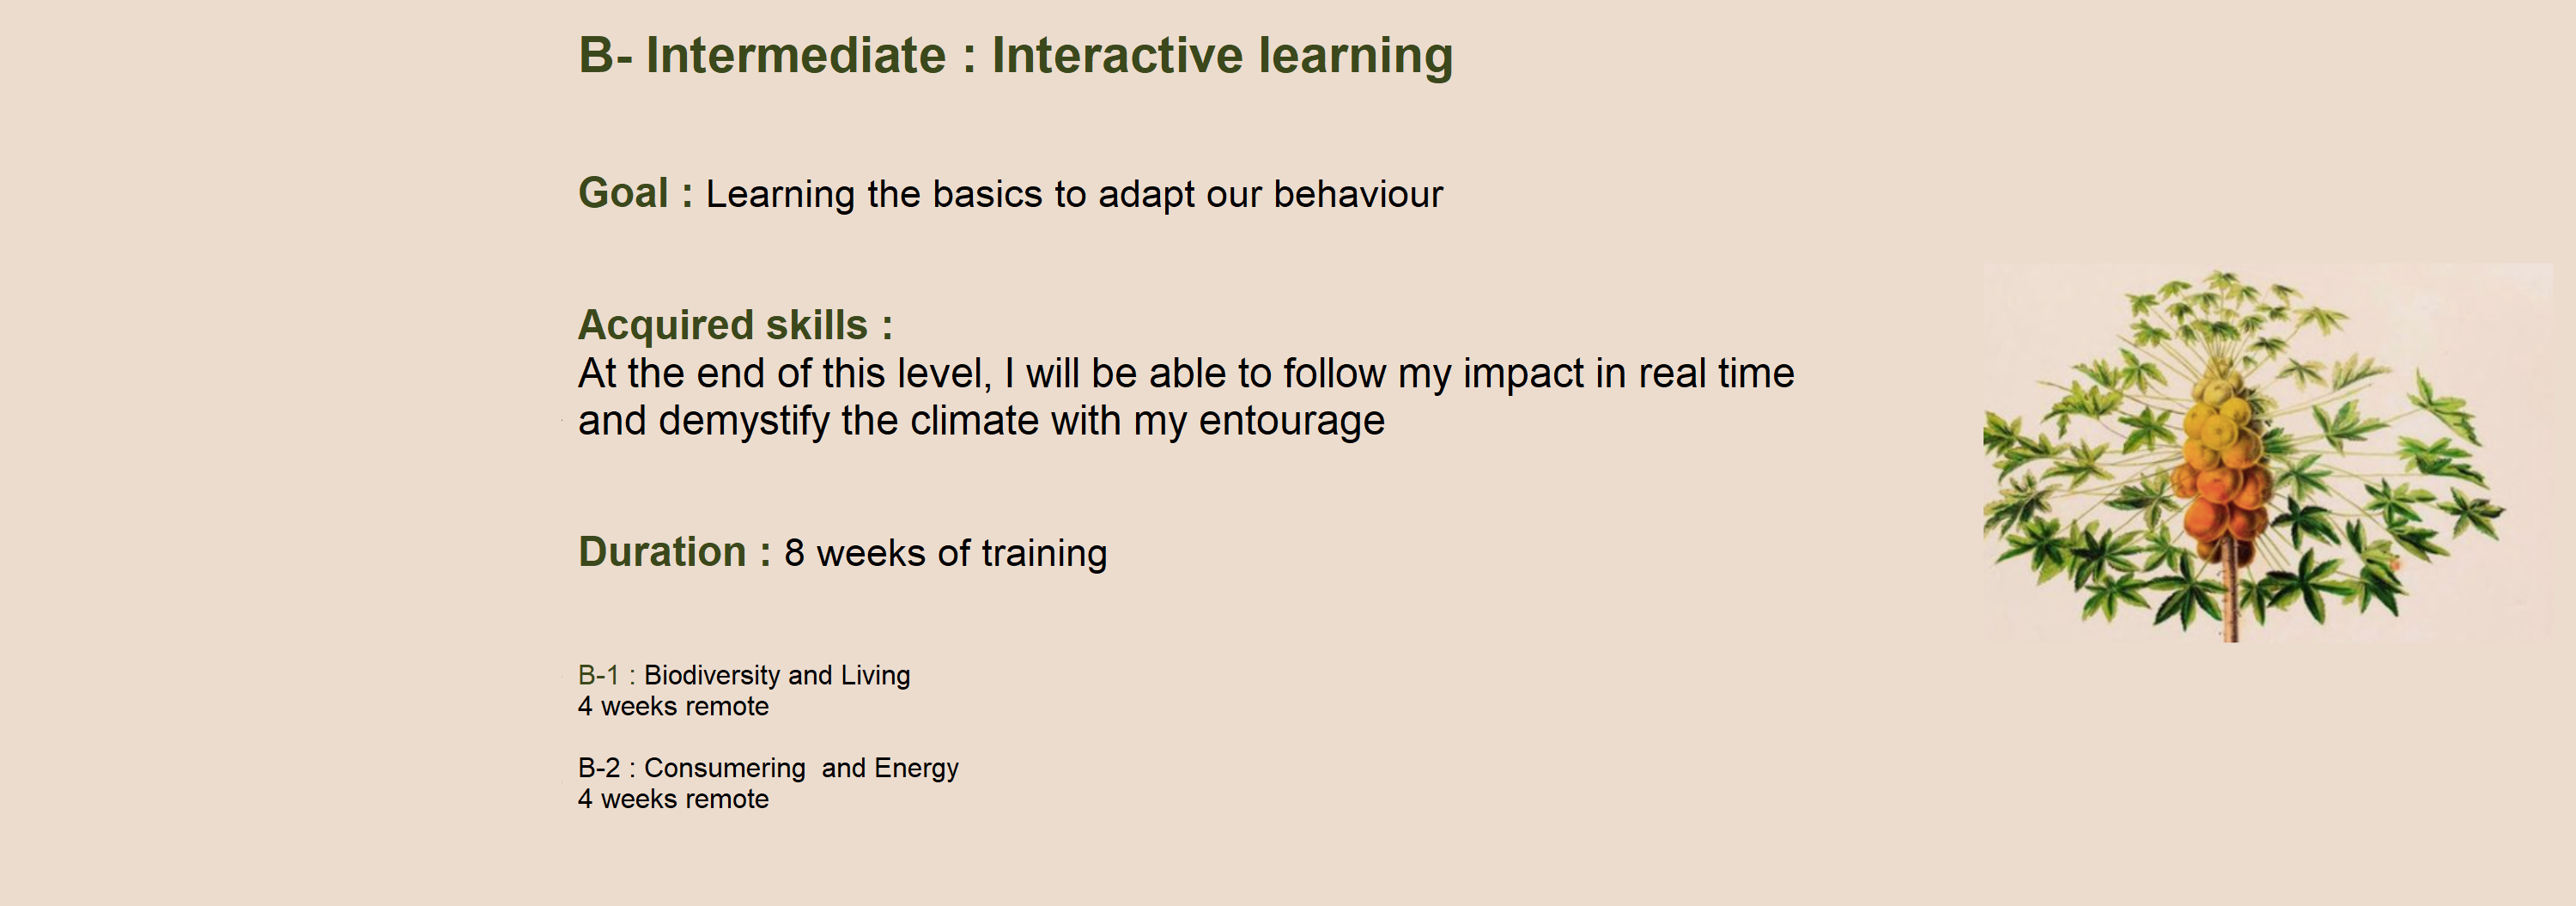 B- Intermediate : Interactive learning
Goal : Learning the basics to adapt our behaviour
Acquired skills :
At the end of this level, I will be able to follow my impact in real time
and demystify the climate with my entourage
Duration : 8 weeks of training
B-1 : Biodiversity and Living
4 weeks remote
B-2 : Consumering  and Energy
4 weeks remote